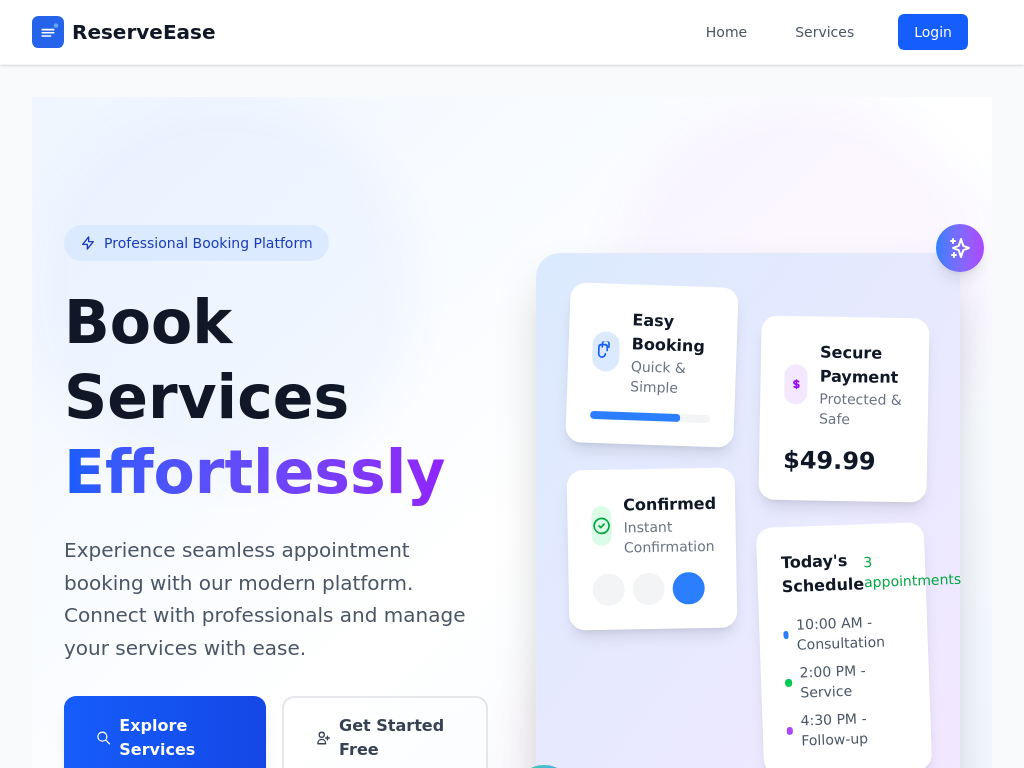 ReserveEase
Home
Services
Login
Professional Booking Platform
Book
Services
Effortlessly
Experience seamless appointment
booking with our modern platform.
Connect with professionals and manage
your services with ease.
Explore
Services
Get Started
Free
Easy
Booking
Quick &
Simple
Secure
Payment
Protected &
Safe
$
$49.99
Confirmed
Instant
Confirmation
Today's
Schedule
3
appointments
10:00 AM -
Consultation
2:00 PM -
Service
4:30 PM -
Follow-up